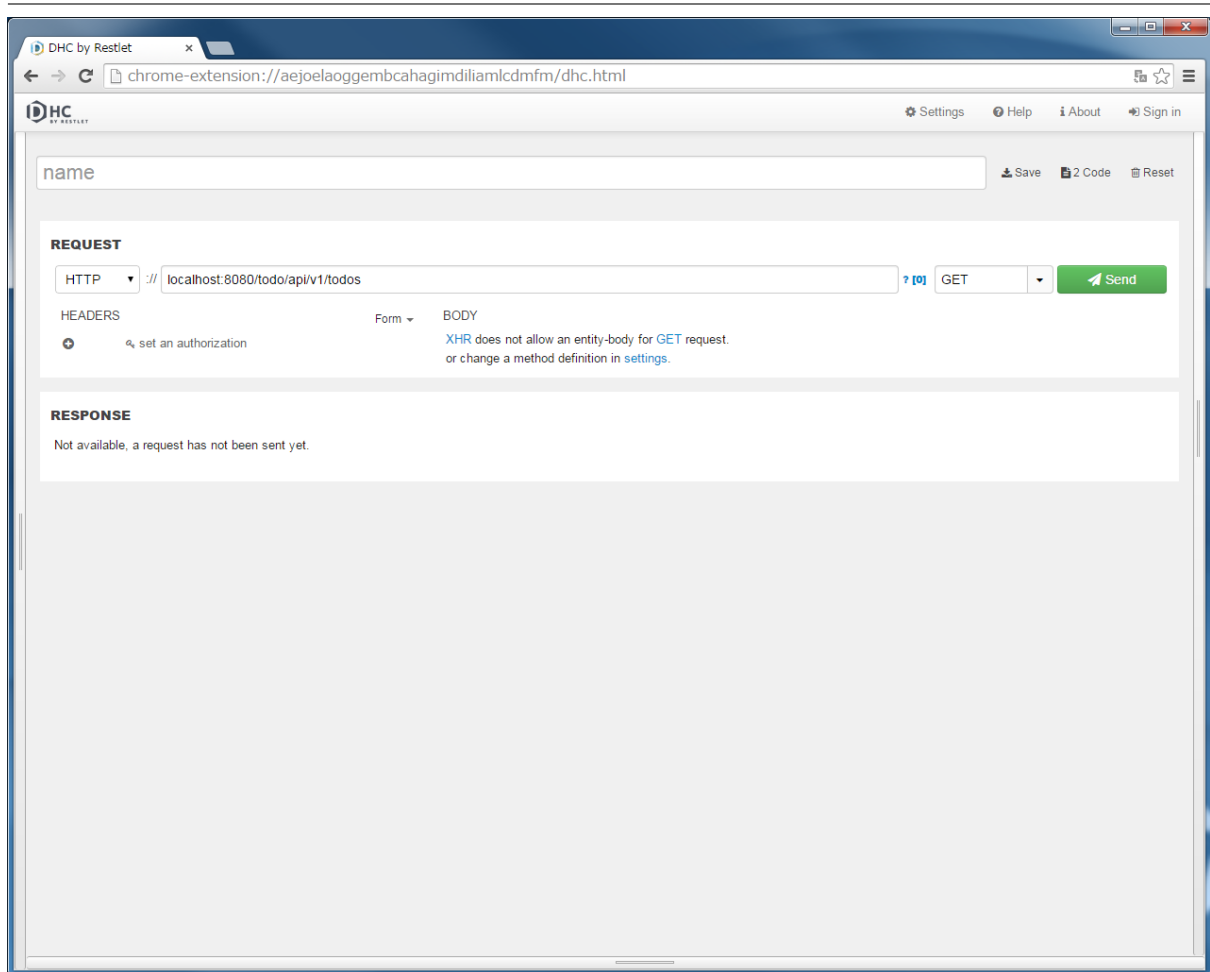 DHC by Restlet
chrome-extension://aejoelaoggembcahagimdiliamlcdmfm/dhc.html
DHC
BY RESTLET
Settings Help About Sign in
name
Save 2 Code Reset
REQUEST
HTTP :// localhost:8080/todo/api/v1/todos ? [0] GET Send
HEADERS Form BODY
set an authorization
XHR does not allow an entity-body for GET request.
or change a method definition in settings.
RESPONSE
Not available, a request has not been sent yet.